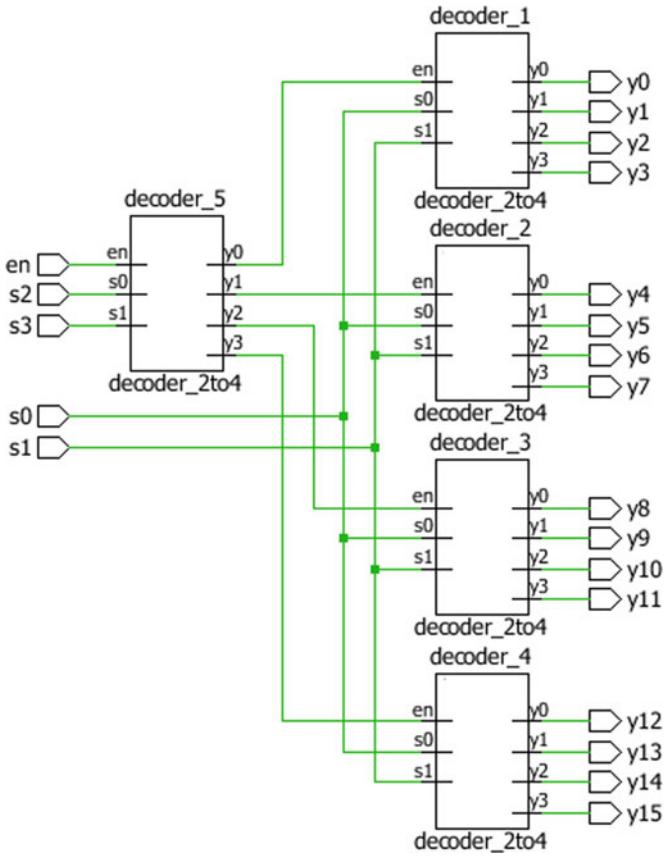 decoder_1
en y0 y0
s0 y1 y1
s1 y2 y2
y3 y3
decoder_2to4
decoder_5
en en y0
s2 s0 y1
s3 s1 y2
y3
decoder_2to4
s0
s1
decoder_2
en y0 y4
s0 y1 y5
s1 y2 y6
y3 y7
decoder_2to4
decoder_3
en y0 y8
s0 y1 y9
s1 y2 y10
y3 y11
decoder_2to4
decoder_4
en y0 y12
s0 y1 y13
s1 y2 y14
y3 y15
decoder_2to4